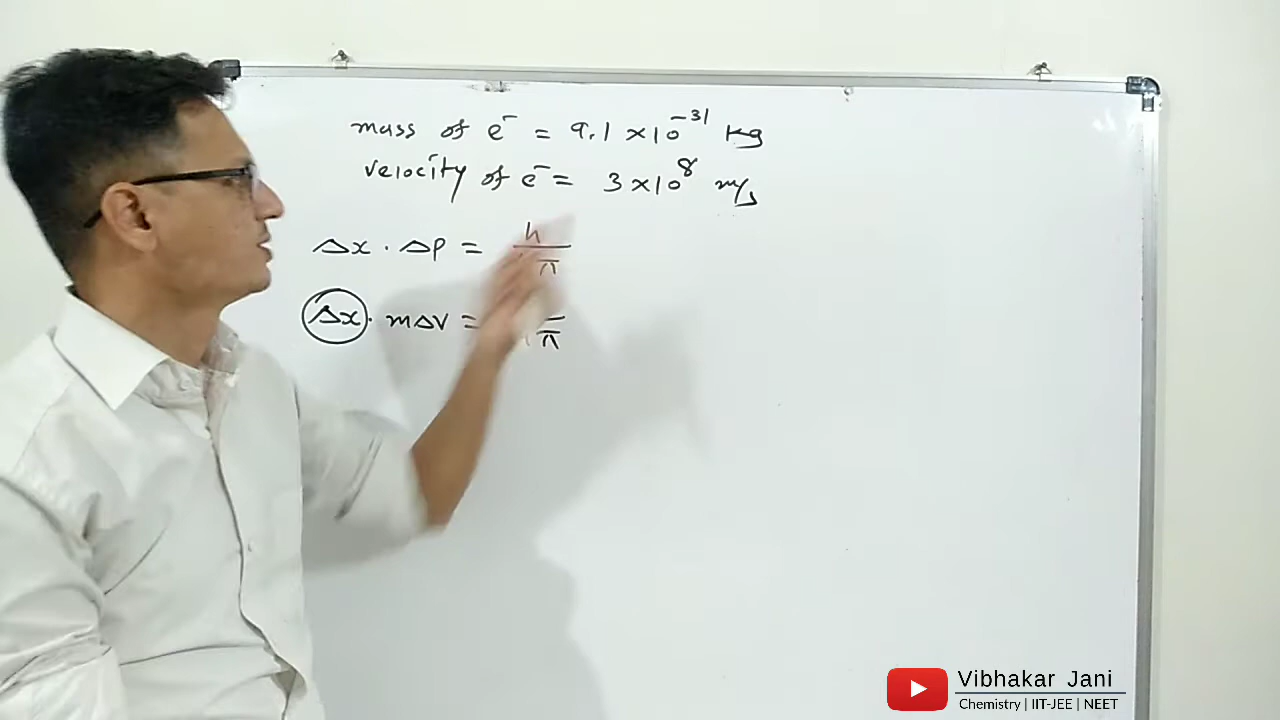 mass of e⁻ = 9.1 × 10⁻³¹ kg
velocity of e⁻ = 3 × 10⁸ m/s
Δx · Δp = h/π
Δx · mΔv = π
Vibhakar Jani
Chemistry | IIT-JEE | NEET